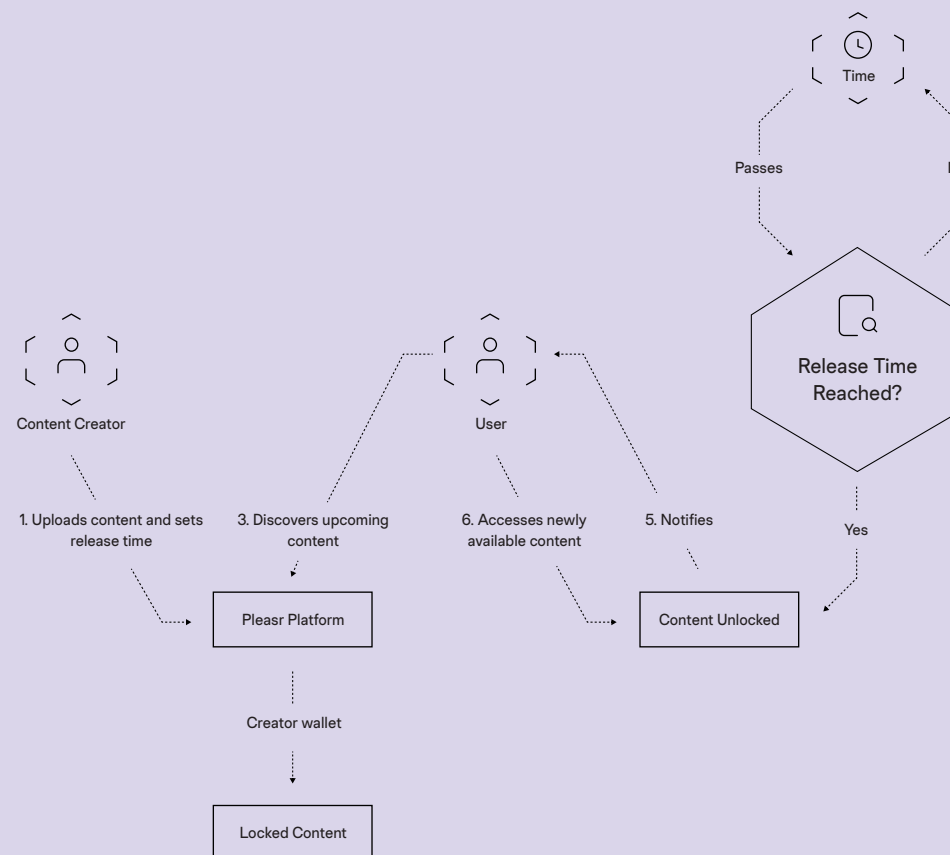 Time
Passes
Release Time
Reached?
Content Creator
User
1. Uploads content and sets
release time
3. Discovers upcoming
content
6. Accesses newly
available content
5. Notifies
Yes
Pleasr Platform
Content Unlocked
Creator wallet
Locked Content